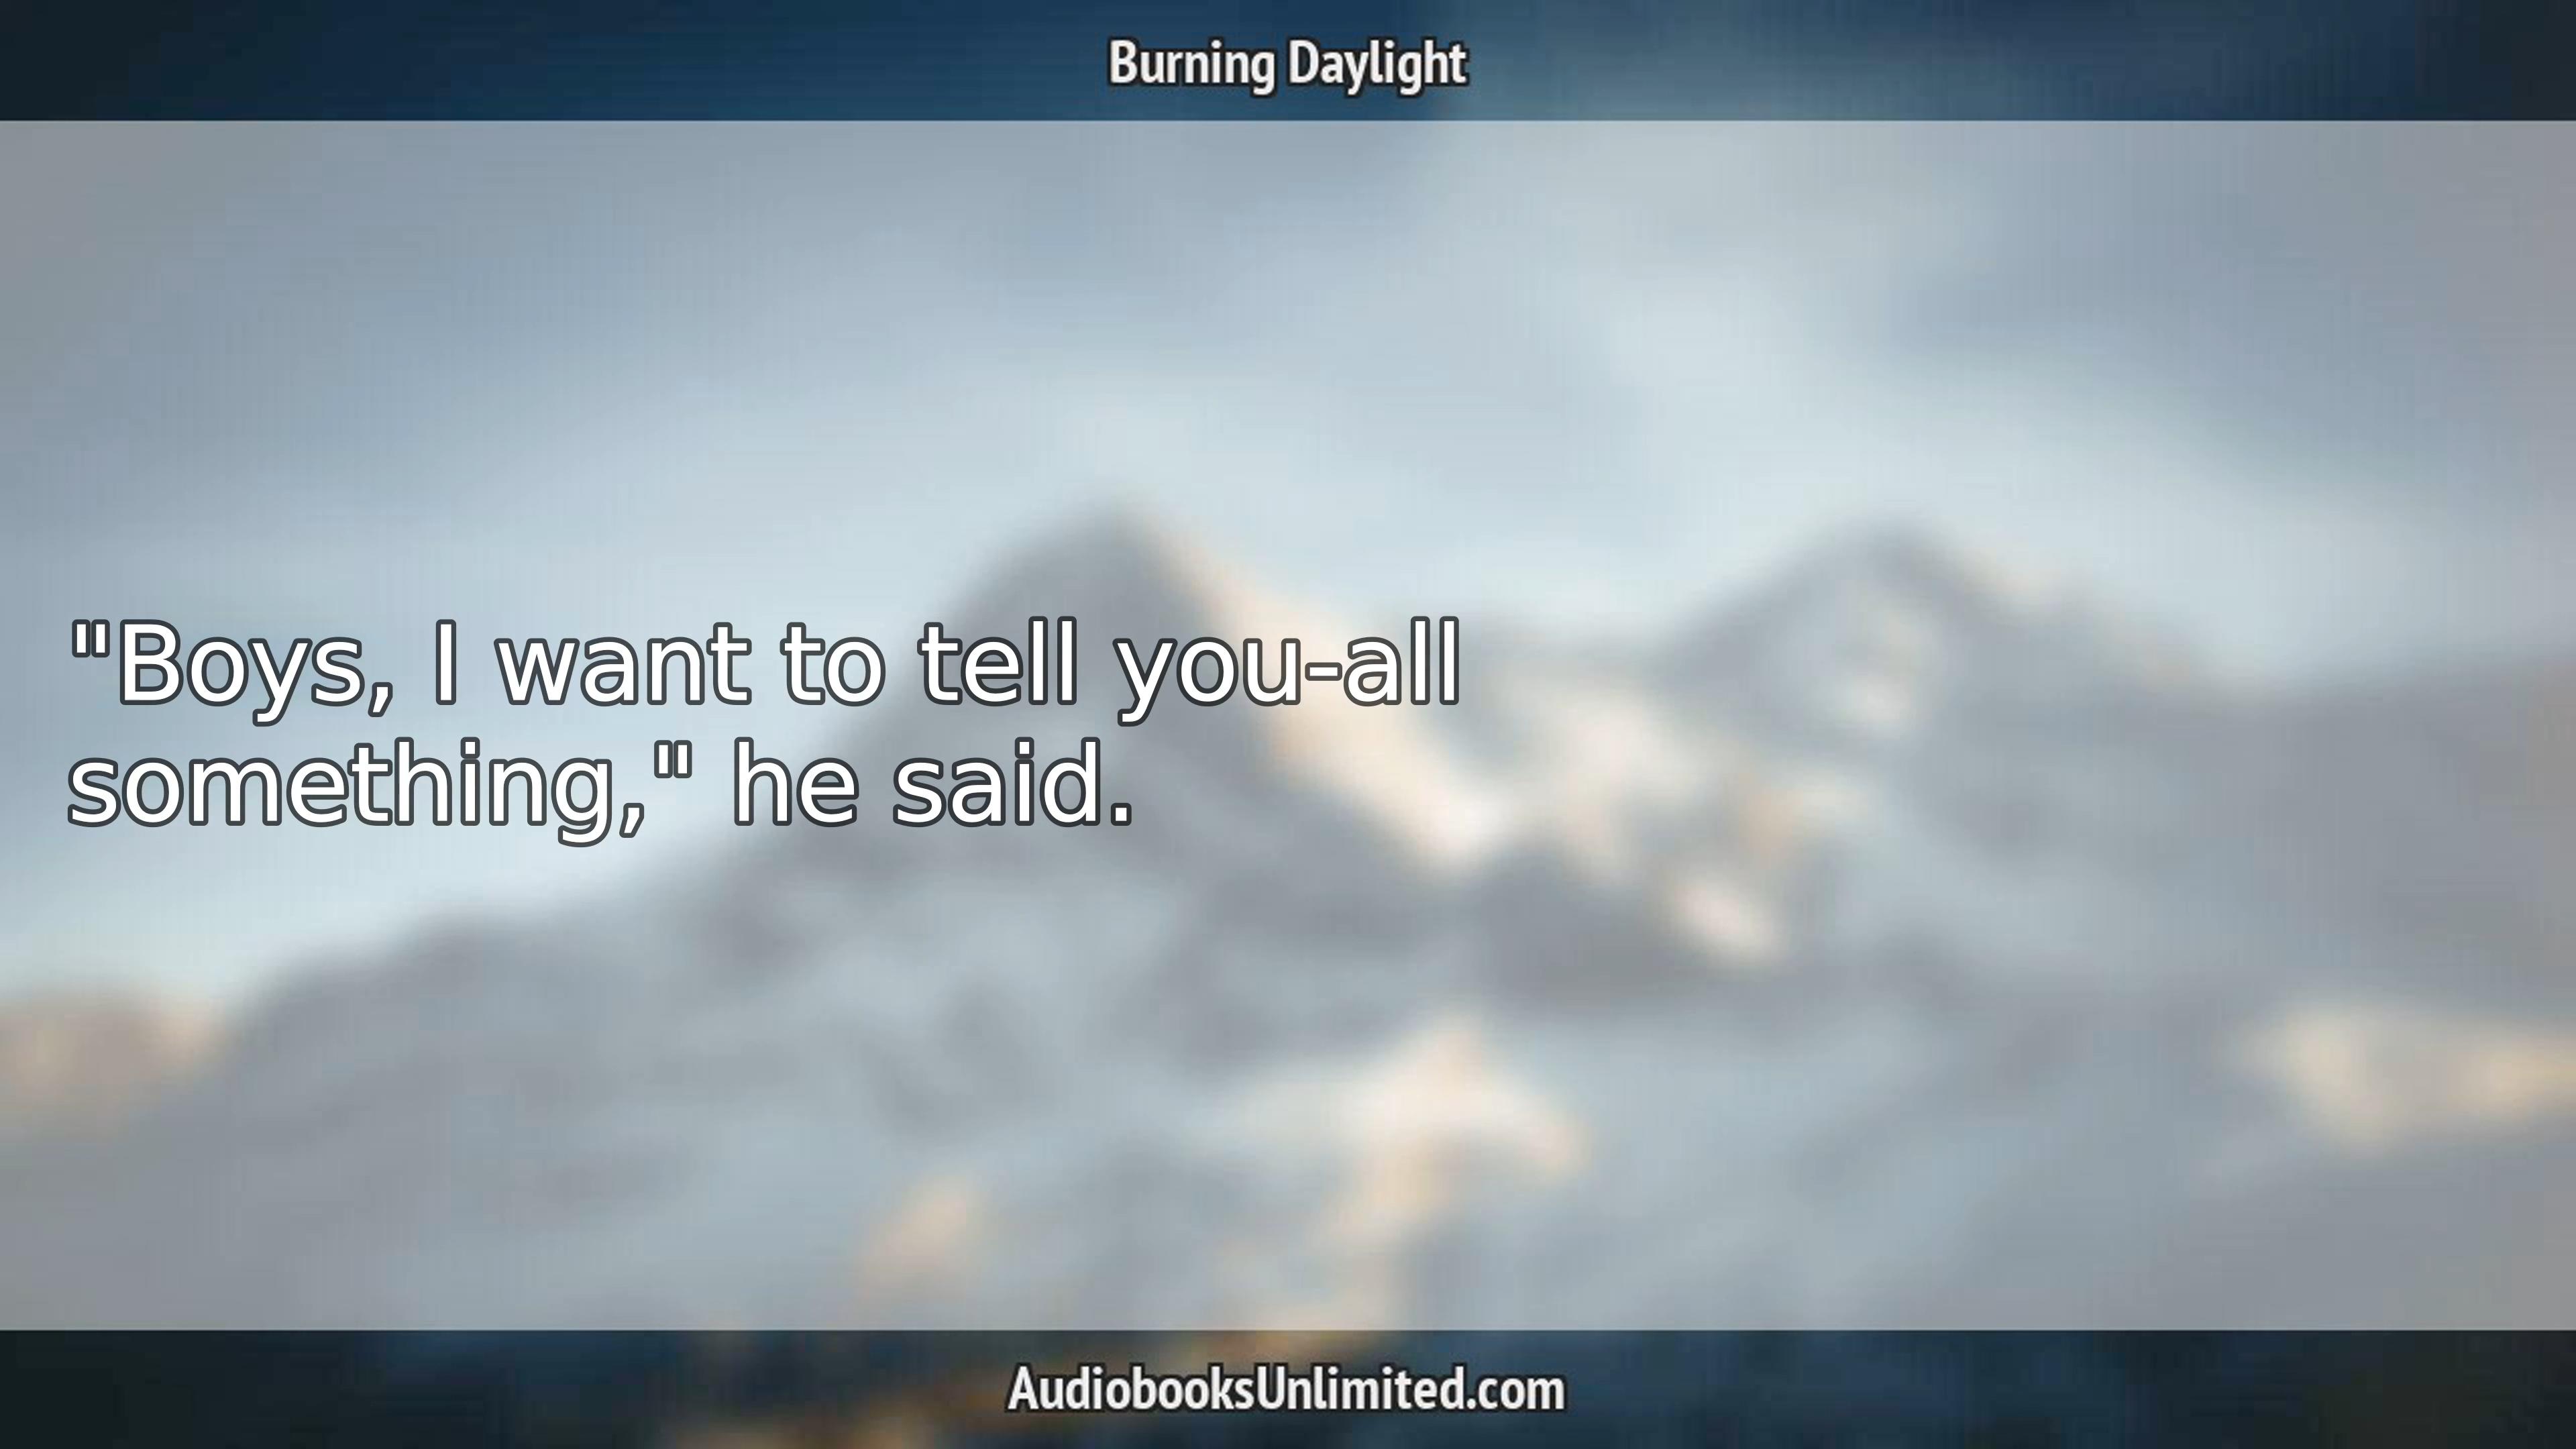 Burning Daylight
"Boys, I want to tell you-all
something," he said.
AudiobooksUnlimited.com